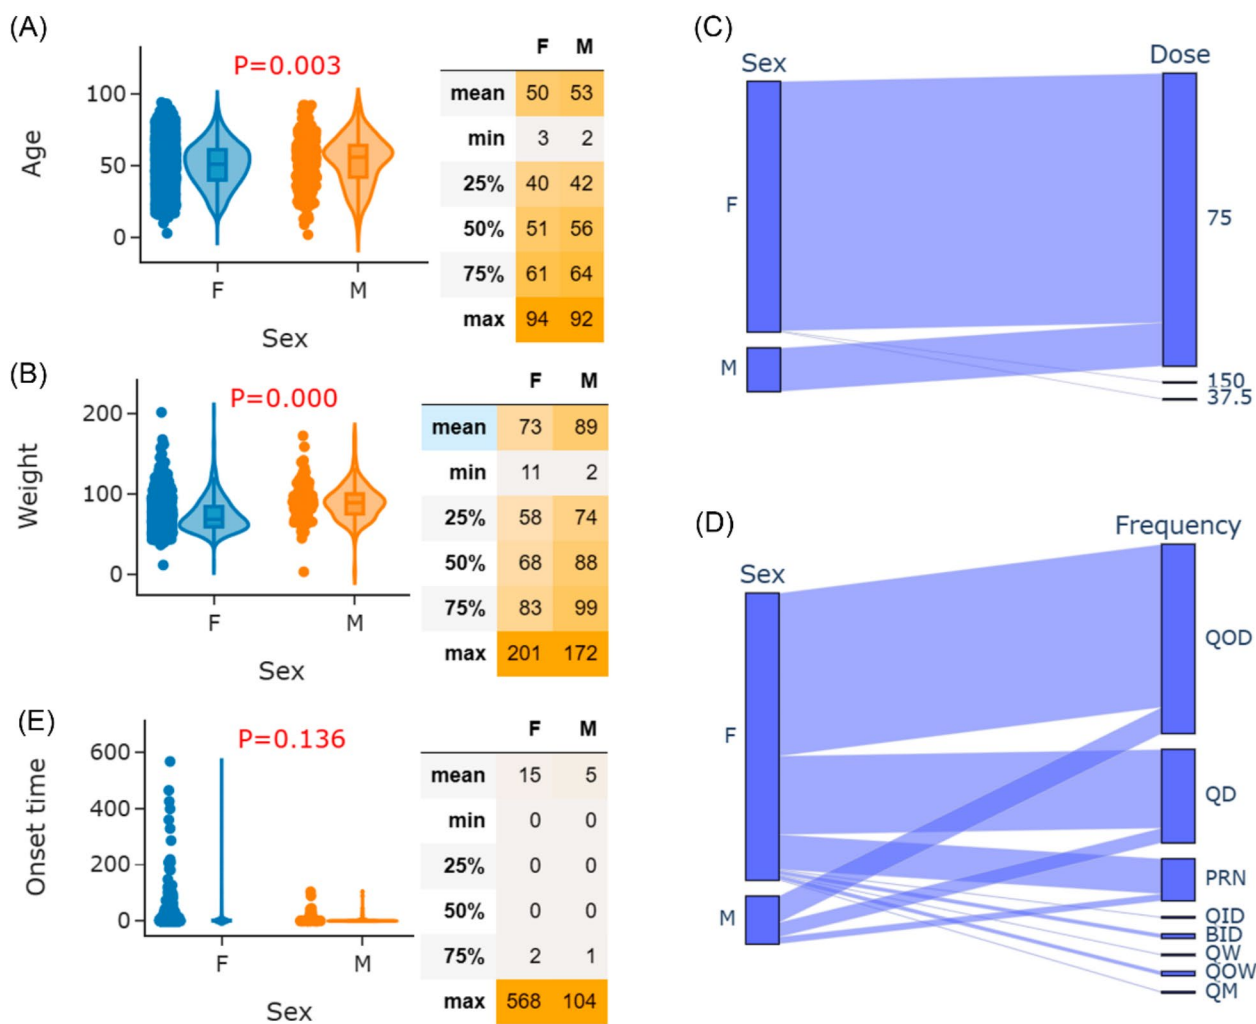 (A)
P=0.003
100
50
0
Age
F M
Sex
F M
mean 50 53
min 3 2
25% 40 42
50% 51 56
75% 61 64
max 94 92
(B)
P=0.000
200
100
0
Weight
F M
Sex
F M
mean 73 89
min 11 2
25% 58 74
50% 68 88
75% 83 99
max 201 172
(E)
P=0.136
600
400
200
0
Onset time
F M
Sex
F M
mean 15 5
min 0 0
25% 0 0
50% 0 0
75% 2 1
max 568 104
(C)
Sex
Dose
F
M
75
150
37.5
(D)
Sex
Frequency
F
M
QOD
QD
PRN
QID
BID
QW
QOW
QM